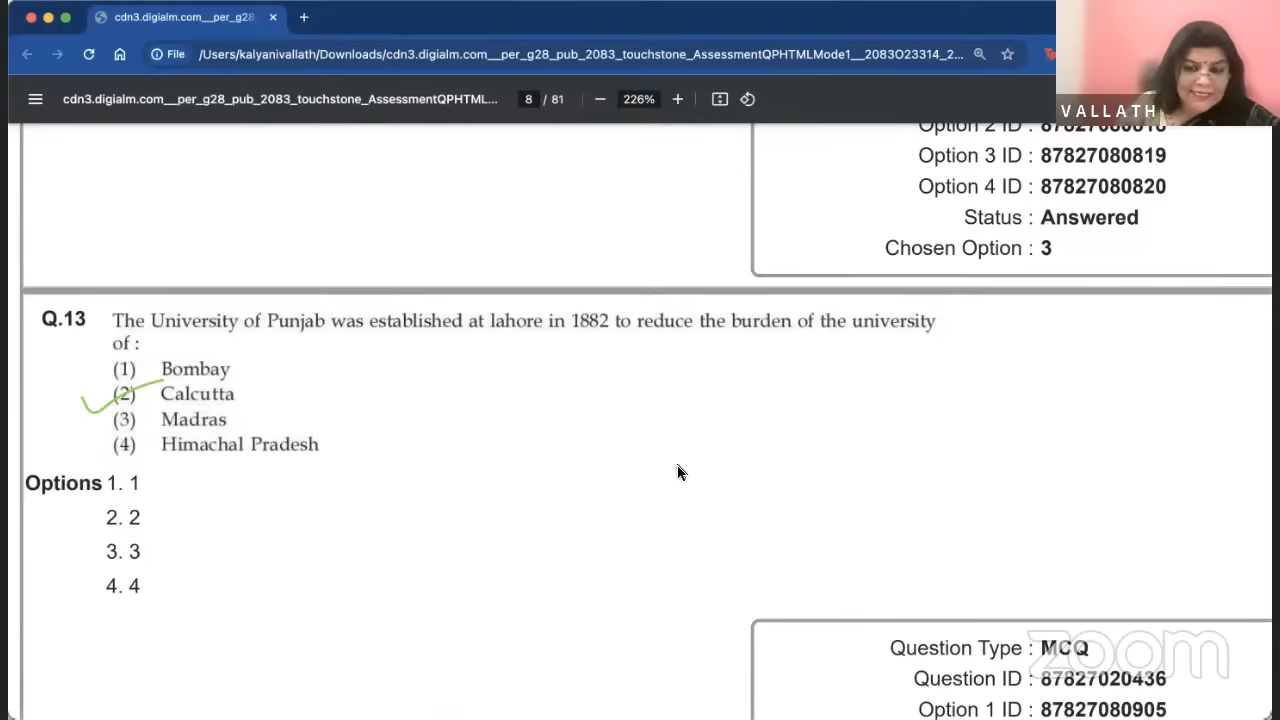 cdn3.digialm.com__per_g28
File /Users/kalyanivallath/Downloads/cdn3.digialm.com__per_g28_pub_2083_touchstone_AssessmentQPHTMLMode1__2083O23314_2...
cdn3.digialm.com__per_g28_pub_2083_touchstone_AssessmentQPHTML... 8 / 81 226%
VALLATH
Option 2 ID : 87827080818
Option 3 ID : 87827080819
Option 4 ID : 87827080820
Status : Answered
Chosen Option : 3
Q.13 The University of Punjab was established at lahore in 1882 to reduce the burden of the university
of :
(1) Bombay
(2) Calcutta
(3) Madras
(4) Himachal Pradesh
Options 1. 1
2. 2
3. 3
4. 4
Question Type : MCQ
Question ID : 87827020436
Option 1 ID : 87827080905
zoom